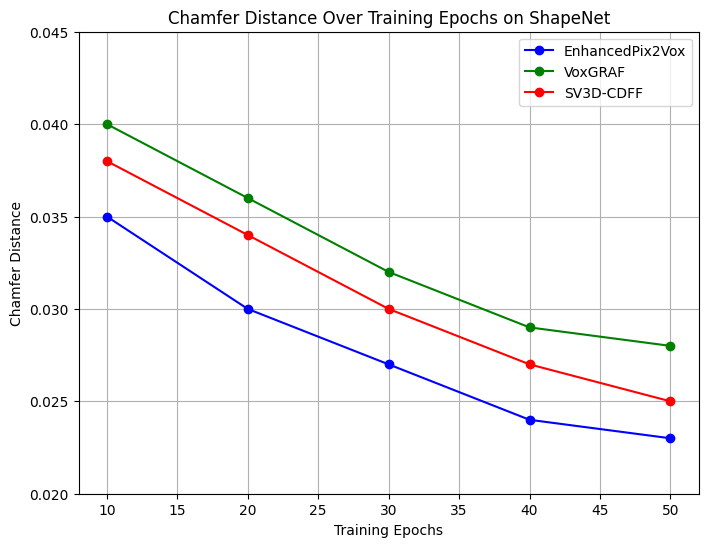 Chamfer Distance Over Training Epochs on ShapeNet
EnhancedPix2Vox
VoxGRAF
SV3D-CDFF
Chamfer Distance
0.045
0.040
0.035
0.030
0.025
0.020
10 15 20 25 30 35 40 45 50
Training Epochs